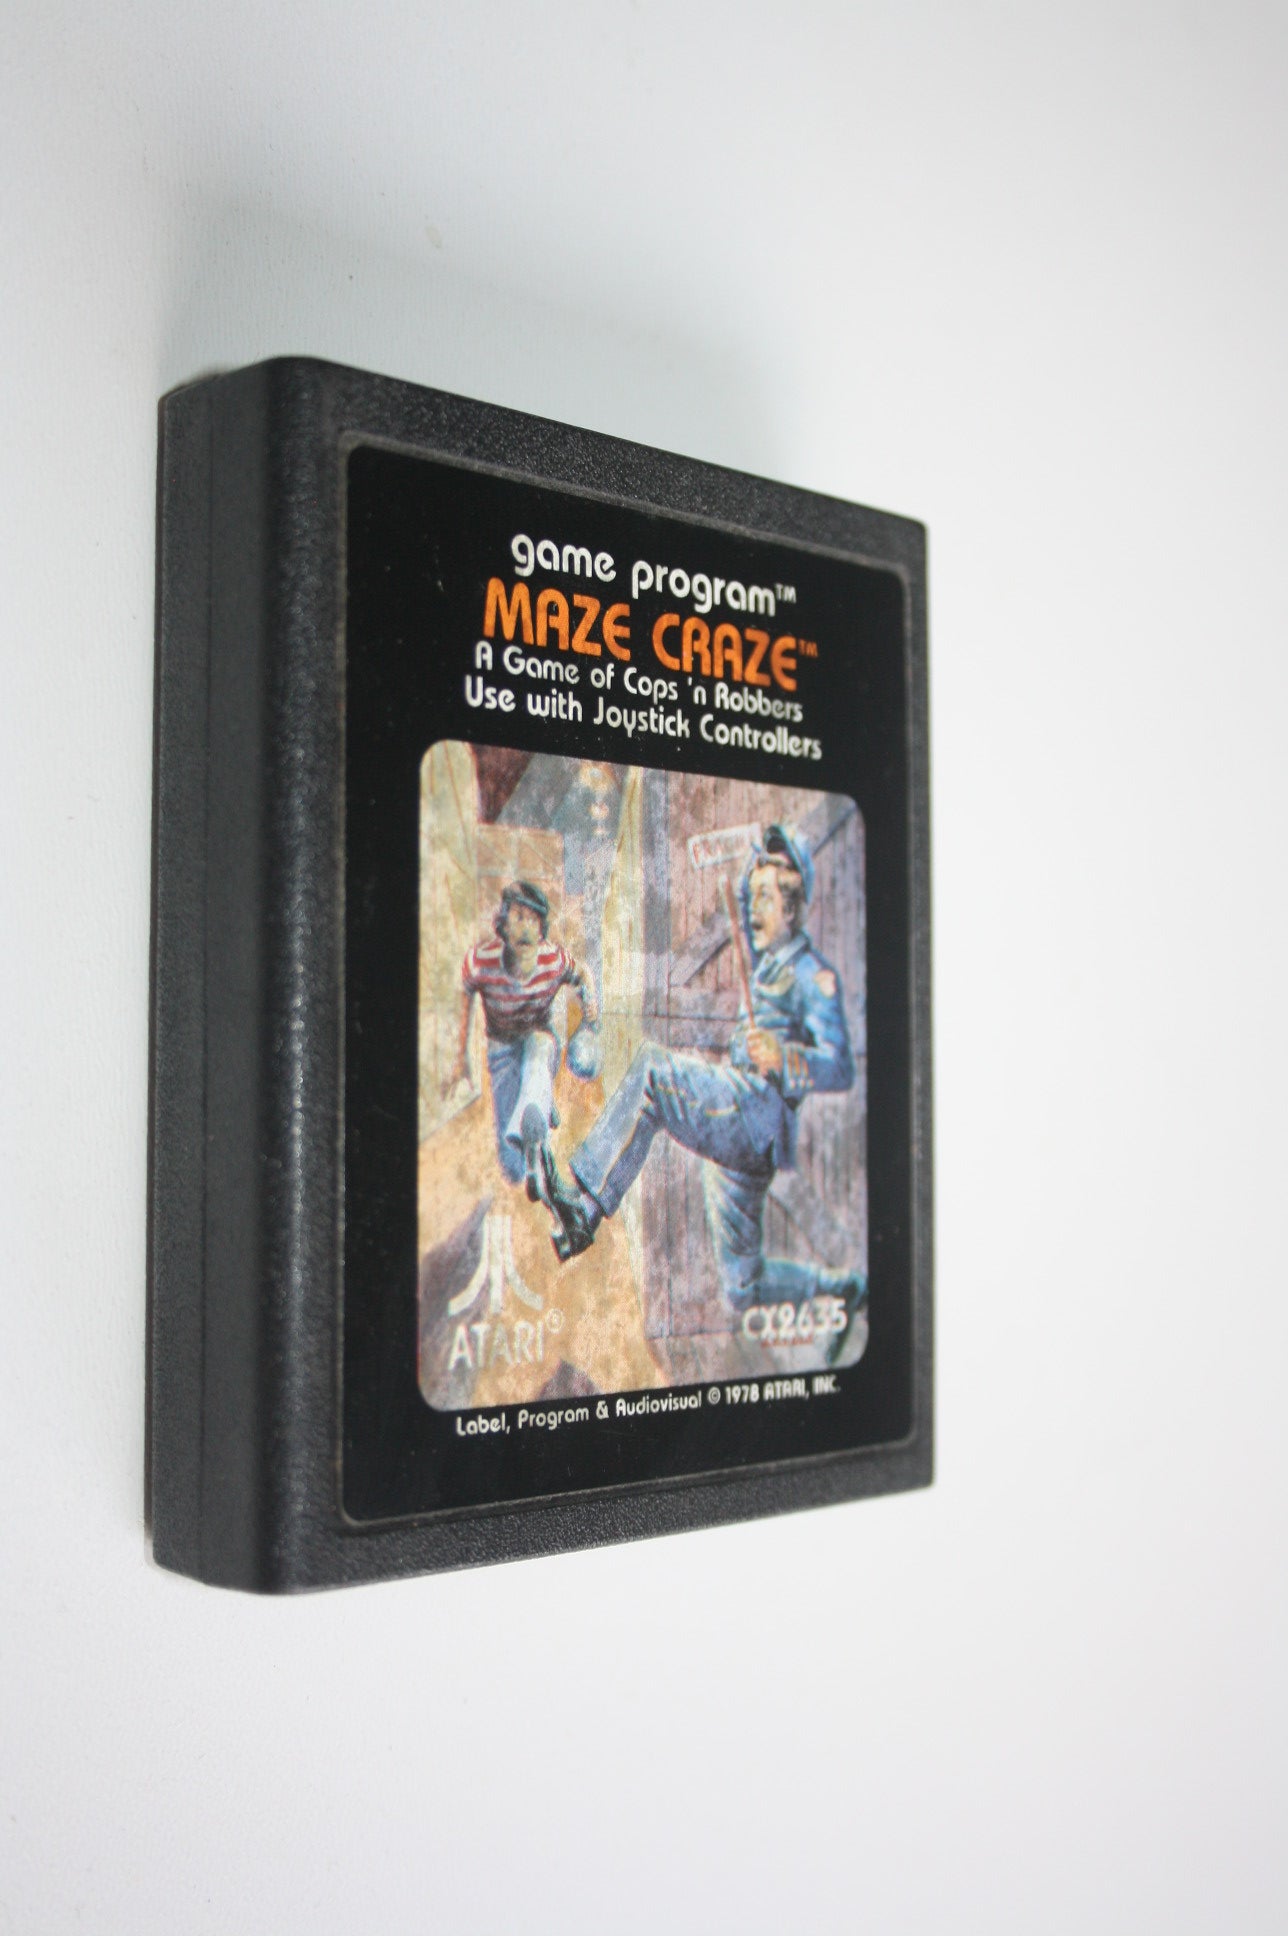 game program™
MAZE CRAZE™
A Game of Cops 'n Robbers
Use with Joystick Controllers
ATARI®
CX2635
Label, Program & Audiovisual © 1978 ATARI, INC.